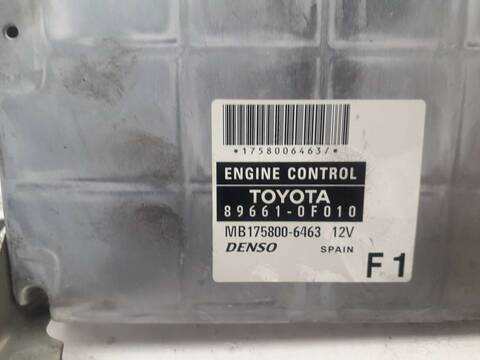 *1758006463/*
ENGINE CONTROL
TOYOTA
89661-0F010
MB175800-6463 12V
DENSO SPAIN
F1